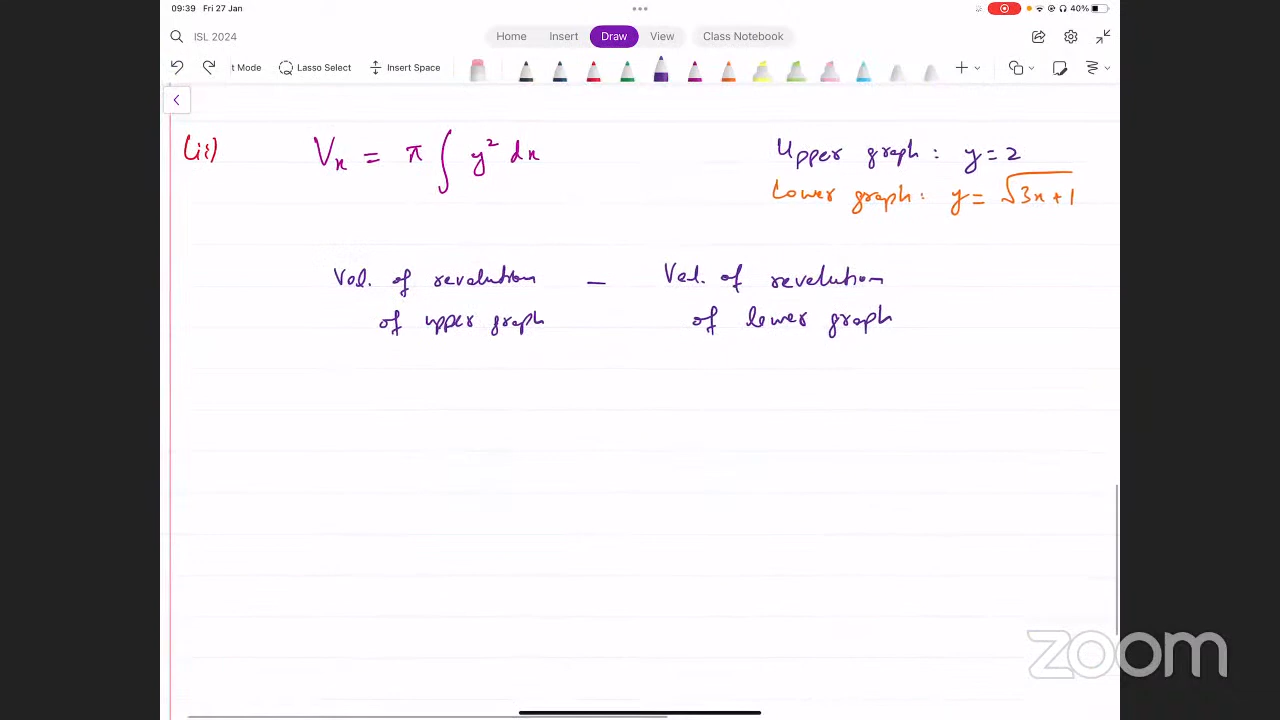 09:39 Fri 27 Jan
40%
ISL 2024
Home Insert Draw View Class Notebook
t Mode Lasso Select Insert Space
(ii) Vx = π ∫ y² dx
Upper graph: y = 2
Lower graph: y = √3x + 1
Vol. of revolution — Vol. of revolution
of upper graph of lower graph
zoom